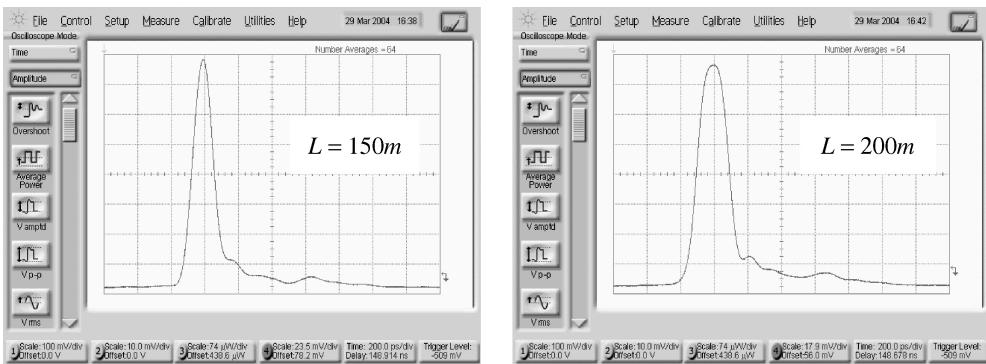 File Control Setup Measure Calibrate Utilities Help 29 Mar 2004 16:38
Oscilloscope Mode
Time
Number Averages = 64
Amplitude
Overshoot
Average
Power
V amptd
V p-p
V rms
L = 150m
1 Scale: 100 mV/div 2 Scale: 10.0 mV/div 3 Scale: 74 µW/div 4 Scale: 23.5 mV/div Time: 200.0 ps/div Trigger Level:
Offset: 0.0 V Offset: 0.0 V Offset: 438.6 µW Offset: 78.2 mV Delay: 148.914 ns -509 mV
File Control Setup Measure Calibrate Utilities Help 29 Mar 2004 16:42
Oscilloscope Mode
Time
Number Averages = 64
Amplitude
Overshoot
Average
Power
V amptd
V p-p
V rms
L = 200m
1 Scale: 100 mV/div 2 Scale: 10.0 mV/div 3 Scale: 74 µW/div 4 Scale: 17.9 mV/div Time: 200.0 ps/div Trigger Level:
Offset: 0.0 V Offset: 0.0 V Offset: 438.6 µW Offset: 56.0 mV Delay: 148.678 ns -509 mV